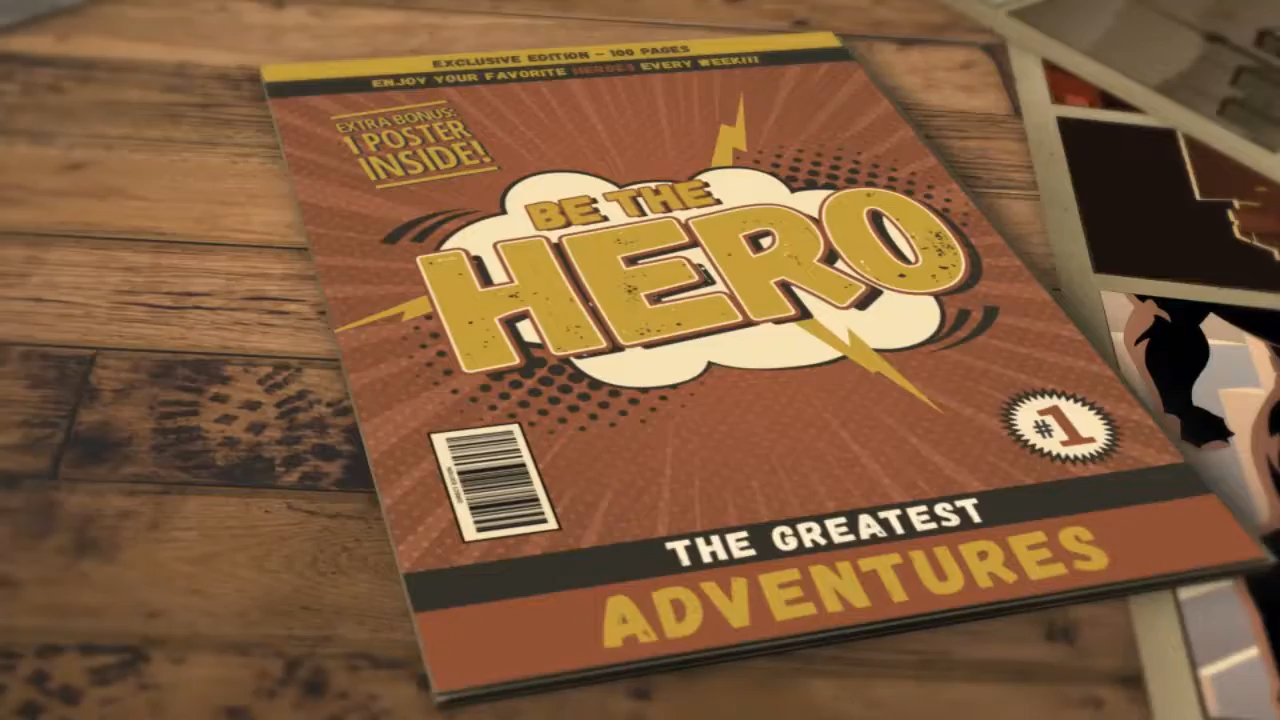 EXCLUSIVE EDITION - 100 PAGES
ENJOY YOUR FAVORITE HEROES EVERY WEEK!!!
EXTRA BONUS:
1 POSTER
INSIDE!
BE THE
HERO
#1
THE GREATEST
ADVENTURES